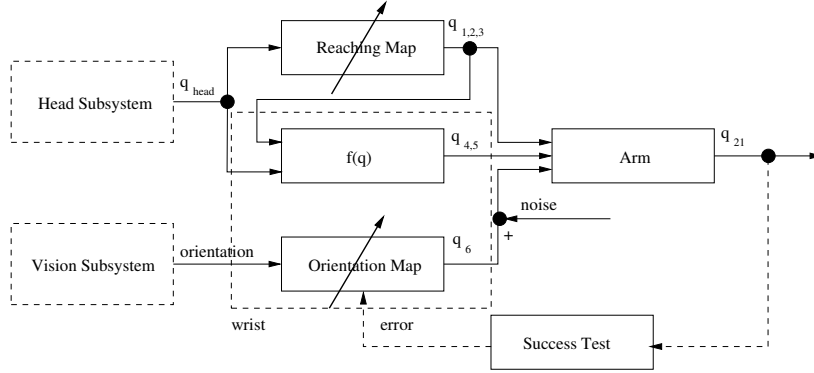 Reaching Map
q 1,2,3
Head Subsystem
q head
f(q)
q 4,5
Arm
q 21
noise
+
Vision Subsystem
orientation
Orientation Map
q 6
wrist
error
Success Test